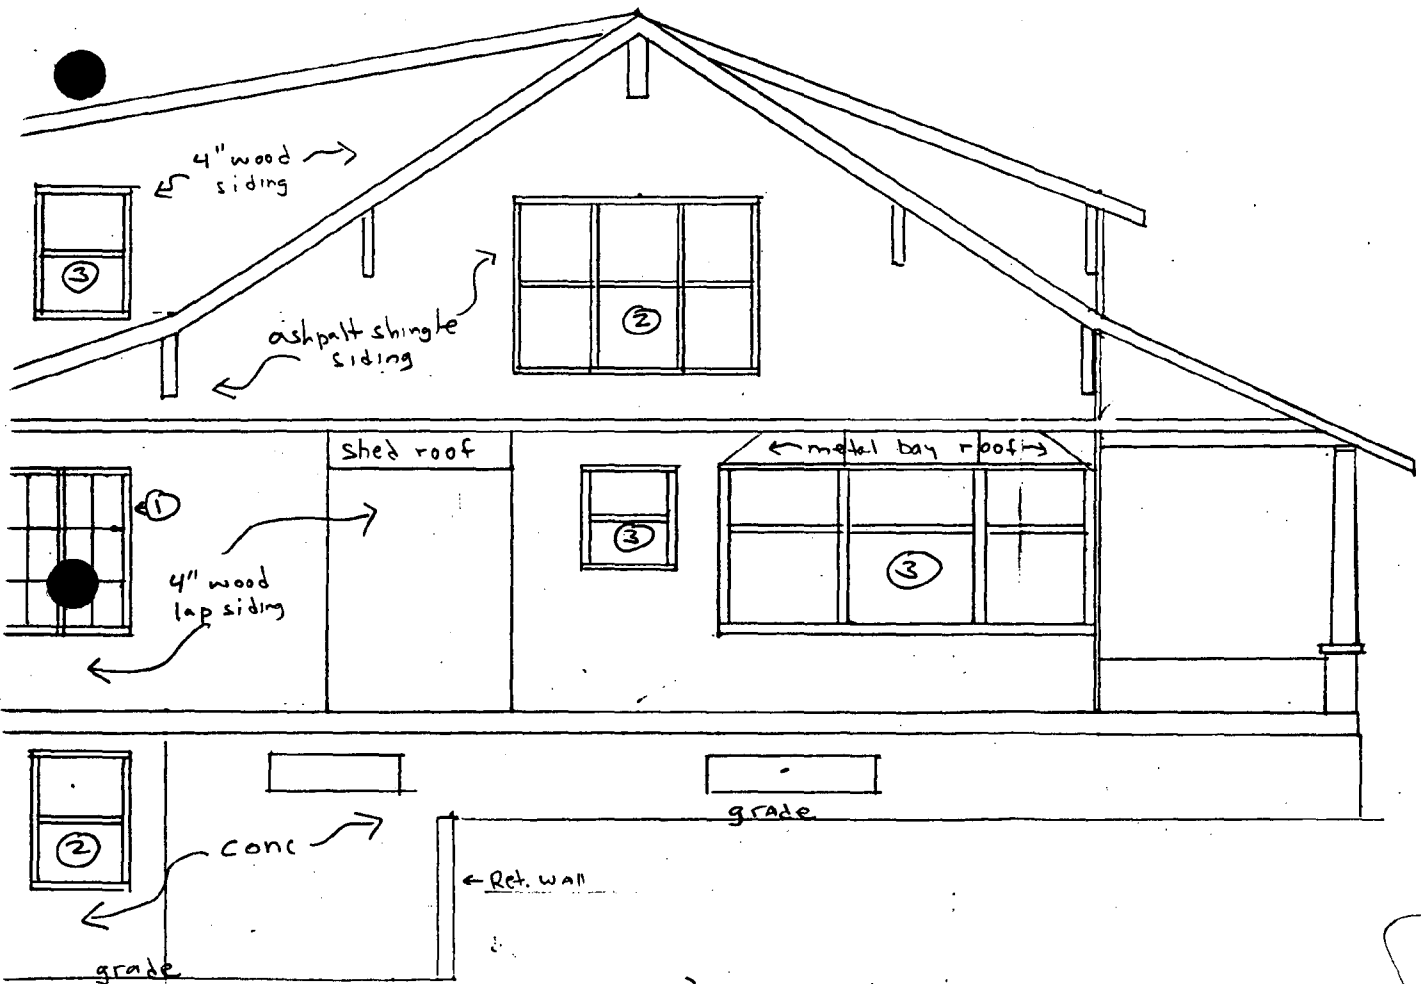 4" wood
siding
3
ashpalt shingle
siding
2
shed roof
metal bay roof
1
3
3
4" wood
lap siding
grade
2
conc
Ret. wall
grade